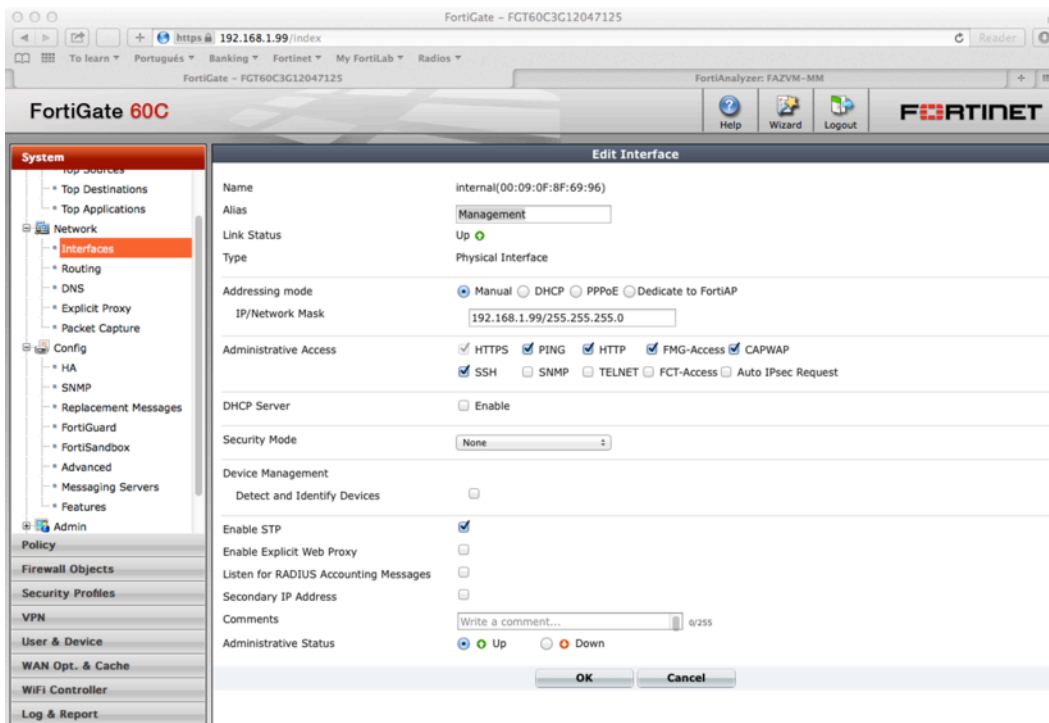 FortiGate – FGT60C3G12047125
https 192.168.1.99/index
Reader
To learn Portugués Banking Fortinet My FortiLab Radios
FortiGate – FGT60C3G12047125 FortiAnalyzer: FAZVM-MM
FortiGate 60C
Help Wizard Logout
FORTINET
System
Top Sources
Top Destinations
Top Applications
Network
Interfaces
Routing
DNS
Explicit Proxy
Packet Capture
Config
HA
SNMP
Replacement Messages
FortiGuard
FortiSandbox
Advanced
Messaging Servers
Features
Admin
Policy
Firewall Objects
Security Profiles
VPN
User & Device
WAN Opt. & Cache
WiFi Controller
Log & Report
Edit Interface
Name internal(00:09:0F:8F:69:96)
Alias Management
Link Status Up
Type Physical Interface
Addressing mode Manual DHCP PPPoE Dedicate to FortiAP
IP/Network Mask 192.168.1.99/255.255.255.0
Administrative Access HTTPS PING HTTP FMG-Access CAPWAP
SSH SNMP TELNET FCT-Access Auto IPsec Request
DHCP Server Enable
Security Mode None
Device Management
Detect and Identify Devices
Enable STP
Enable Explicit Web Proxy
Listen for RADIUS Accounting Messages
Secondary IP Address
Comments Write a comment... 0/255
Administrative Status Up Down
OK Cancel